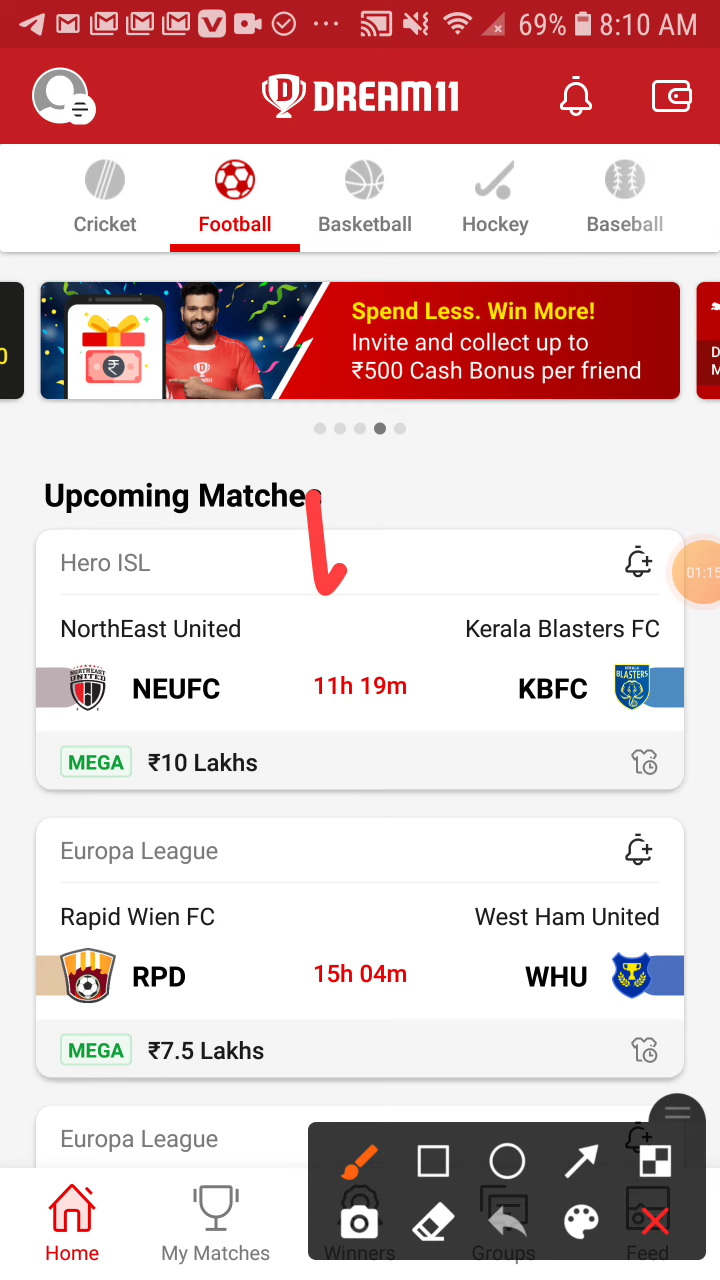 69% 8:10 AM
DREAM11
Cricket
Football
Basketball
Hockey
Baseball
Spend Less. Win More!
Invite and collect up to
₹500 Cash Bonus per friend
Upcoming Matches
Hero ISL
01:15
NorthEast United
Kerala Blasters FC
NEUFC
11h 19m
KBFC
MEGA ₹10 Lakhs
Europa League
Rapid Wien FC
West Ham United
RPD
15h 04m
WHU
MEGA ₹7.5 Lakhs
Europa League
Home
My Matches
Winners
Groups
Feed